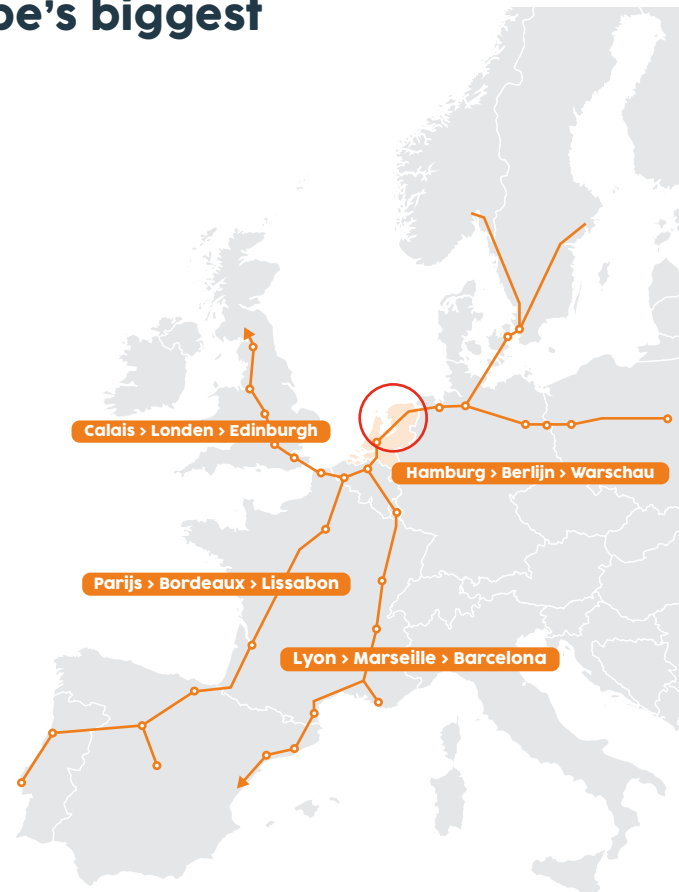 pe's biggest
Calais > Londen > Edinburgh
Hamburg > Berlijn > Warschau
Parijs > Bordeaux > Lissabon
Lyon > Marseille > Barcelona